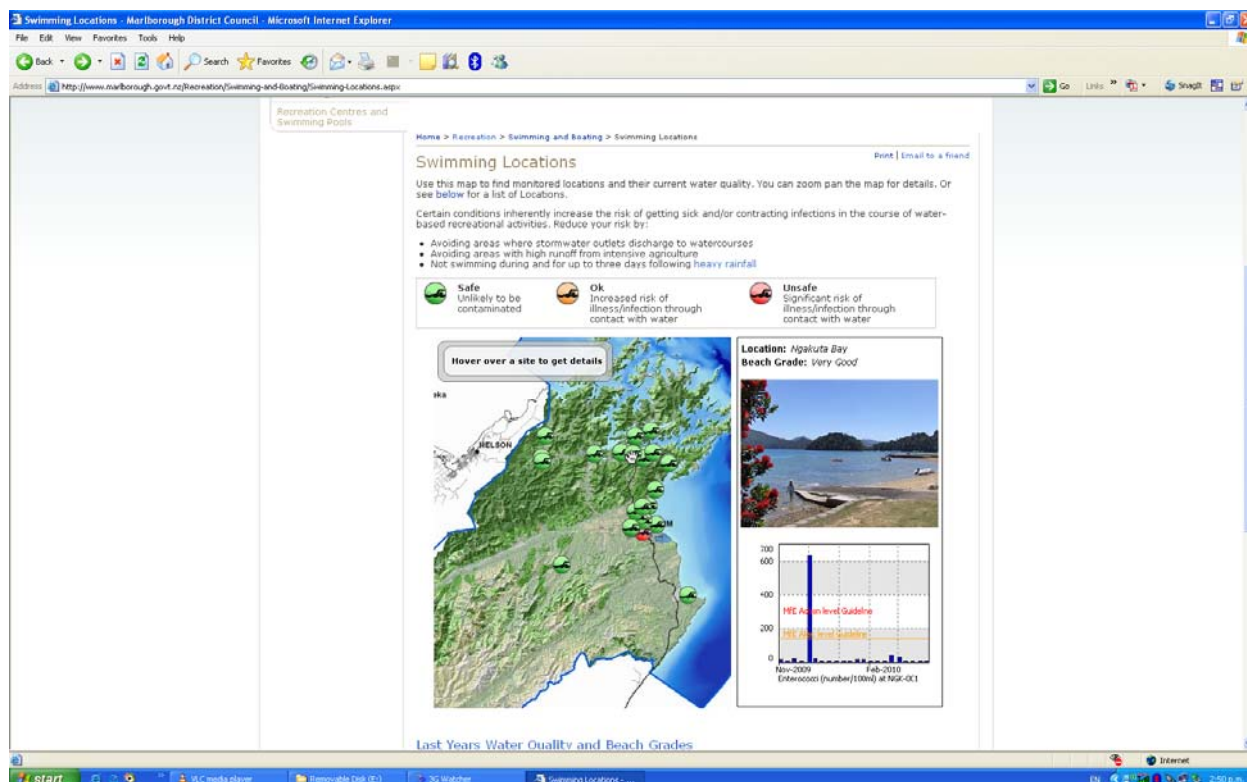 Swimming Locations - Marlborough District Council - Microsoft Internet Explorer
File Edit View Favorites Tools Help
Back Search Favorites
Address http://www.marlborough.govt.nz/Recreation/Swimming-and-Boating/Swimming-Locations.aspx Go Links SnagIt
Recreation Centres and
Swimming Pools
Home > Recreation > Swimming and Boating > Swimming Locations
Print | Email to a friend
Swimming Locations
Use this map to find monitored locations and their current water quality. You can zoom pan the map for details. Or
see below for a list of Locations.
Certain conditions inherently increase the risk of getting sick and/or contracting infections in the course of water-
based recreational activities. Reduce your risk by:
• Avoiding areas where stormwater outlets discharge to watercourses
• Avoiding areas with high runoff from intensive agriculture
• Not swimming during and for up to three days following heavy rainfall
Safe
Unlikely to be
contaminated
Ok
Increased risk of
illness/infection through
contact with water
Unsafe
Significant risk of
illness/infection through
contact with water
Hover over a site to get details
eka
NELSON
IM
Location: Ngakuta Bay
Beach Grade: Very Good
700
600
400
MfE Action level Guideline
200
MfE level Guideline
0
Nov-2009 Feb-2010
Enterococci (number/100ml) at NGK-0C1
Last Years Water Quality and Beach Grades
Internet
start VLC media player Removable Disk (E:) 3G Watcher Swimming Locations - ... EN 2:50 p.m.